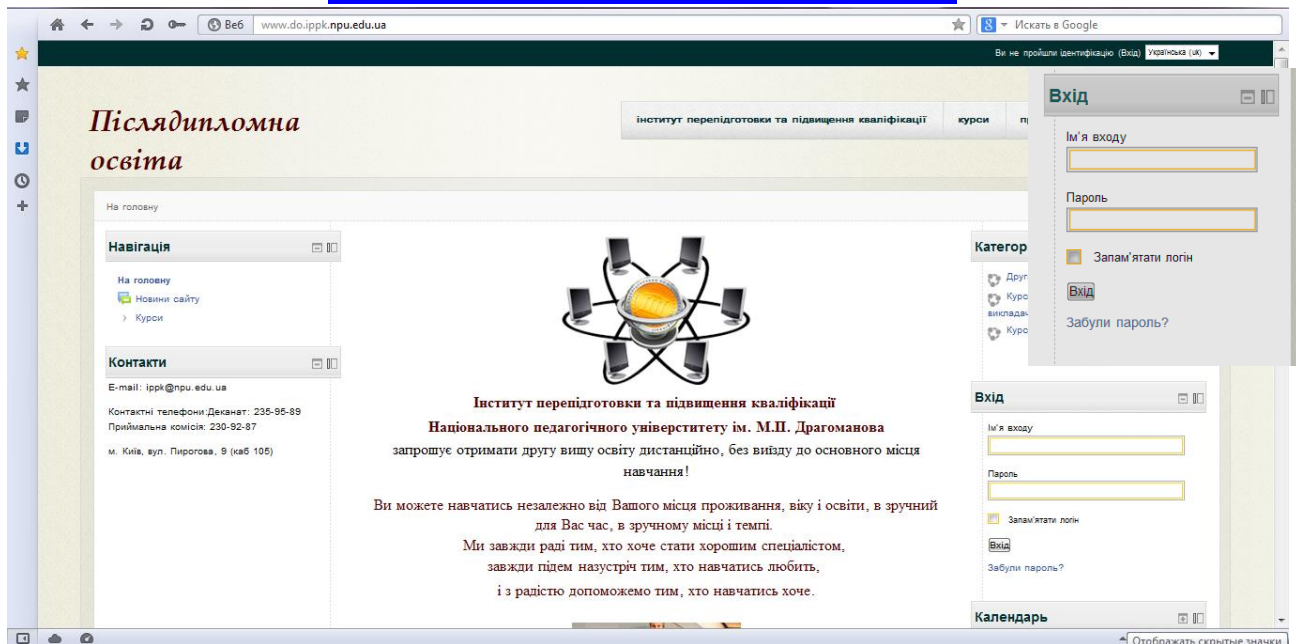 Веб www.do.ippk.npu.edu.ua
Искать в Google
Ви не пройшли ідентифікацію (Вхід) Українська (uk)
Післядипломна
освіта
інститут перепідготовки та підвищення кваліфікації курси
На головну
Навігація
На головну
Новини сайту
Курси
Контакти
E-mail: ippk@npu.edu.ua
Контактні телефони:Деканат: 235-95-89
Приймальна комісія: 230-92-87
м. Київ, вул. Пирогова, 9 (каб 105)
Інститут перепідготовки та підвищення кваліфікації
Національного педагогічного універститету ім. М.П. Драгоманова
запрошує отримати другу вищу освіту дистанційно, без виїзду до основного місця
навчання!
Ви можете навчатись незалежно від Вашого місця проживання, віку і освіти, в зручний
для Вас час, в зручному місці і темпі.
Ми завжди раді тим, хто хоче стати хорошим спеціалістом,
завжди підем назустріч тим, хто навчатись любить,
і з радістю допоможемо тим, хто навчатись хоче.
Вхід
Ім'я входу
Пароль
Запам'ятати логін
Вхід
Забули пароль?
Категор
Друг
Курс
виклада
Курс
Вхід
Ім'я входу
Пароль
Запам'ятати логін
Вхід
Забули пароль?
Календарь
Отображать скрытые значки